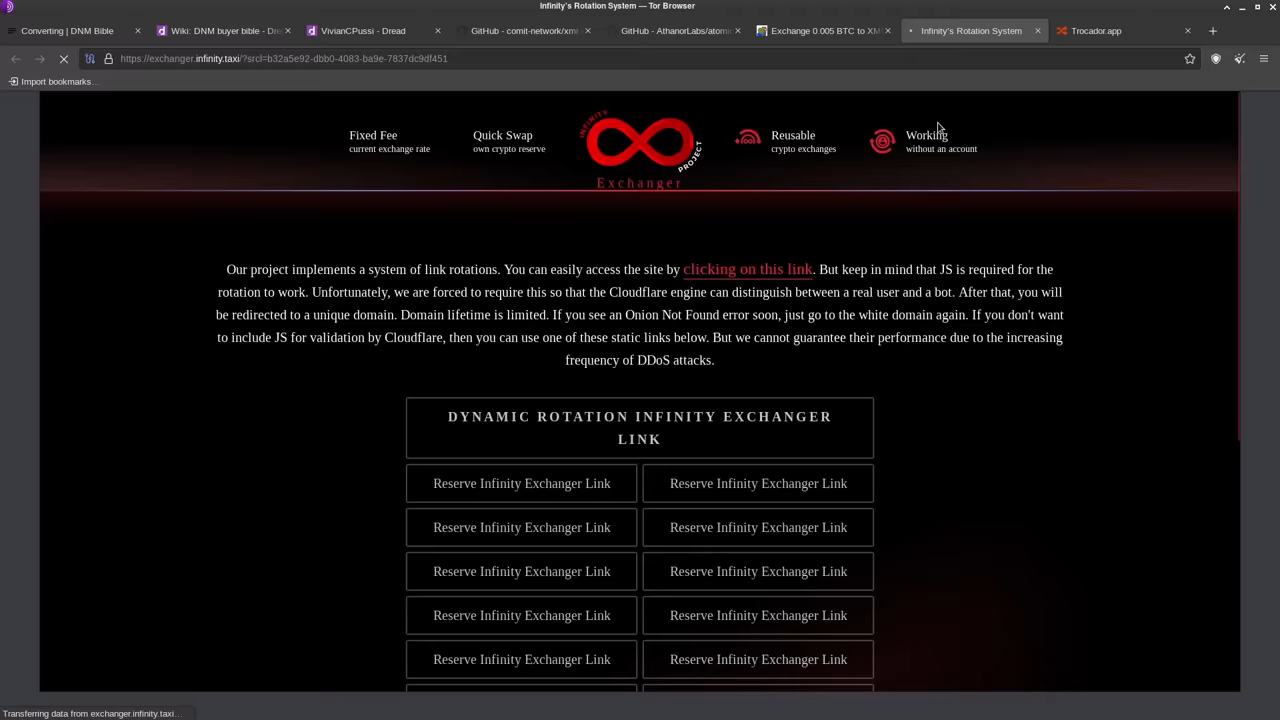 Infinity's Rotation System — Tor Browser
Converting | DNM Bible
Wiki: DNM buyer bible - Dre
VivianCPussi - Dread
GitHub - comit-network/xmr
GitHub - AthanorLabs/atomic
Exchange 0.005 BTC to XM
Infinity's Rotation System
Trocador.app
https://exchanger.infinity.taxi/?srcl=b32a5e92-dbb0-4083-ba9e-7837dc9df451
Import bookmarks...
Fixed Fee
current exchange rate
Quick Swap
own crypto reserve
INFINITY
PROJECT
Exchanger
Reusable
crypto exchanges
Working
without an account
Our project implements a system of link rotations. You can easily access the site by clicking on this link. But keep in mind that JS is required for the
rotation to work. Unfortunately, we are forced to require this so that the Cloudflare engine can distinguish between a real user and a bot. After that, you will
be redirected to a unique domain. Domain lifetime is limited. If you see an Onion Not Found error soon, just go to the white domain again. If you don't want
to include JS for validation by Cloudflare, then you can use one of these static links below. But we cannot guarantee their performance due to the increasing
frequency of DDoS attacks.
DYNAMIC ROTATION INFINITY EXCHANGER
LINK
Reserve Infinity Exchanger Link
Reserve Infinity Exchanger Link
Reserve Infinity Exchanger Link
Reserve Infinity Exchanger Link
Reserve Infinity Exchanger Link
Reserve Infinity Exchanger Link
Reserve Infinity Exchanger Link
Reserve Infinity Exchanger Link
Reserve Infinity Exchanger Link
Reserve Infinity Exchanger Link
Transferring data from exchanger.infinity.taxi...